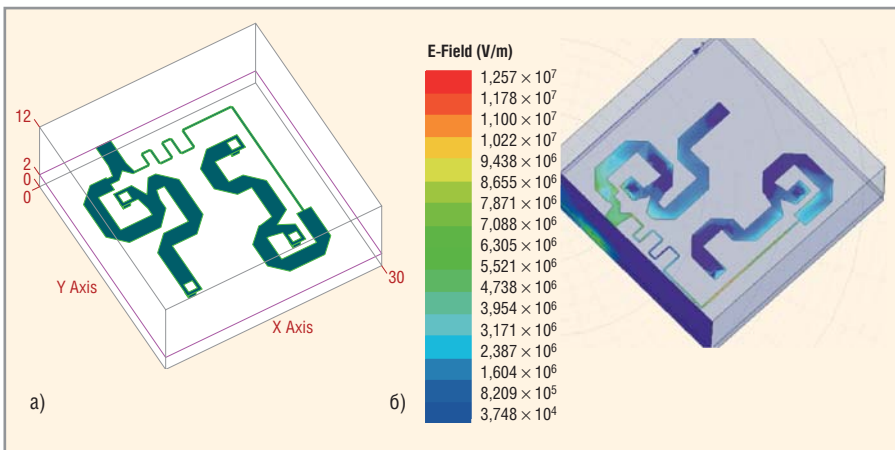 12
2
0
0
Y Axis
X Axis
30
а)
E-Field (V/m)
1,257 × 10⁷
1,178 × 10⁷
1,100 × 10⁷
1,022 × 10⁷
9,438 × 10⁶
8,655 × 10⁶
7,871 × 10⁶
7,088 × 10⁶
6,305 × 10⁶
5,521 × 10⁶
4,738 × 10⁶
3,954 × 10⁶
3,171 × 10⁶
2,387 × 10⁶
1,604 × 10⁶
8,209 × 10⁵
3,748 × 10⁴
б)